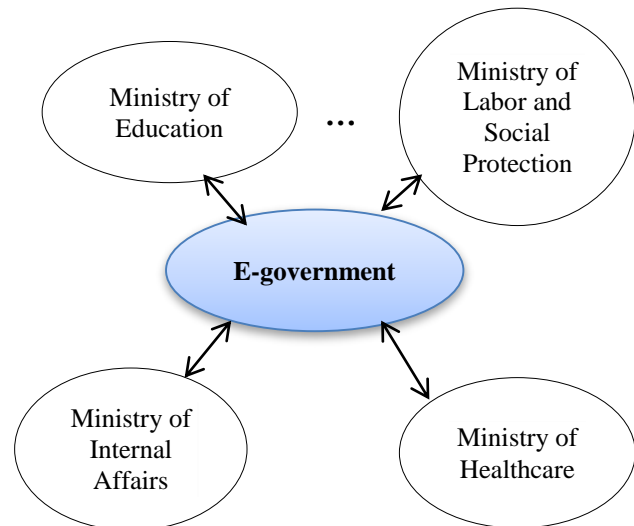 Ministry of
Education
...
Ministry of
Labor and
Social
Protection
E-government
Ministry of
Internal
Affairs
Ministry of
Healthcare